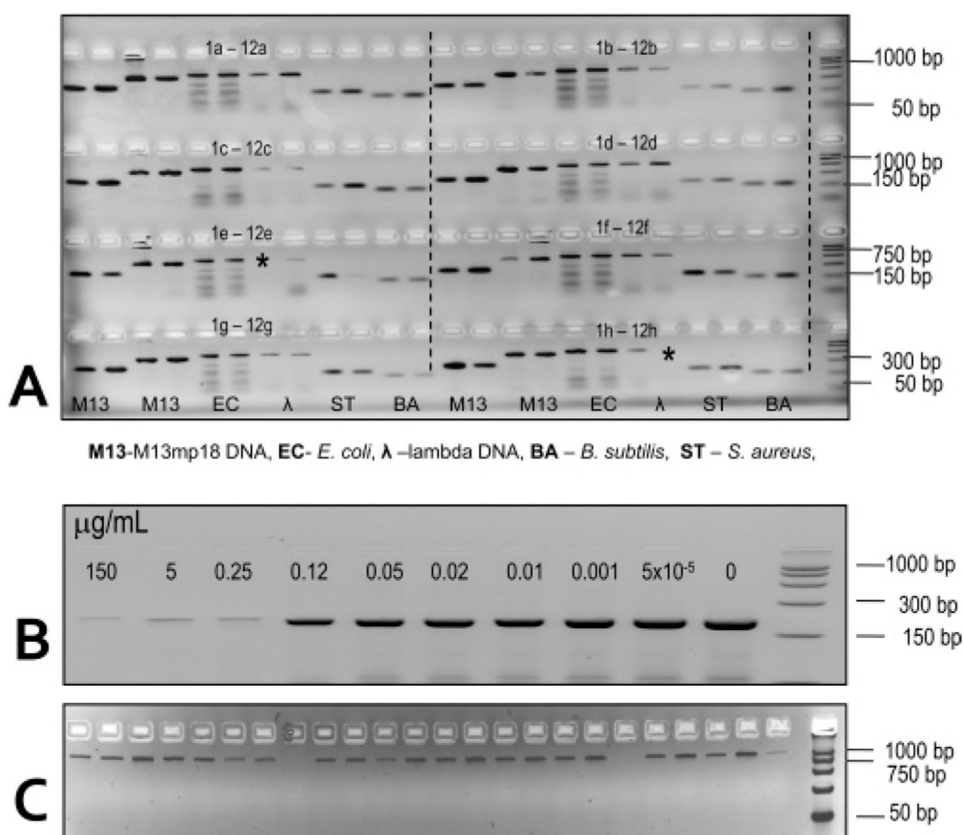 1a – 12a 1b – 12b 1000 bp
50 bp
1c – 12c 1d – 12d 1000 bp
150 bp
1e – 12e 1f – 12f 750 bp
* 150 bp
1g – 12g 1h – 12h 300 bp
* 50 bp
A M13 M13 EC λ ST BA M13 M13 EC λ ST BA
M13-M13mp18 DNA, EC- E. coli, λ –lambda DNA, BA – B. subtilis, ST – S. aureus,
μg/mL
150 5 0.25 0.12 0.05 0.02 0.01 0.001 5x10⁻⁵ 0 1000 bp
300 bp
B 150 bp
1000 bp
750 bp
C 50 bp